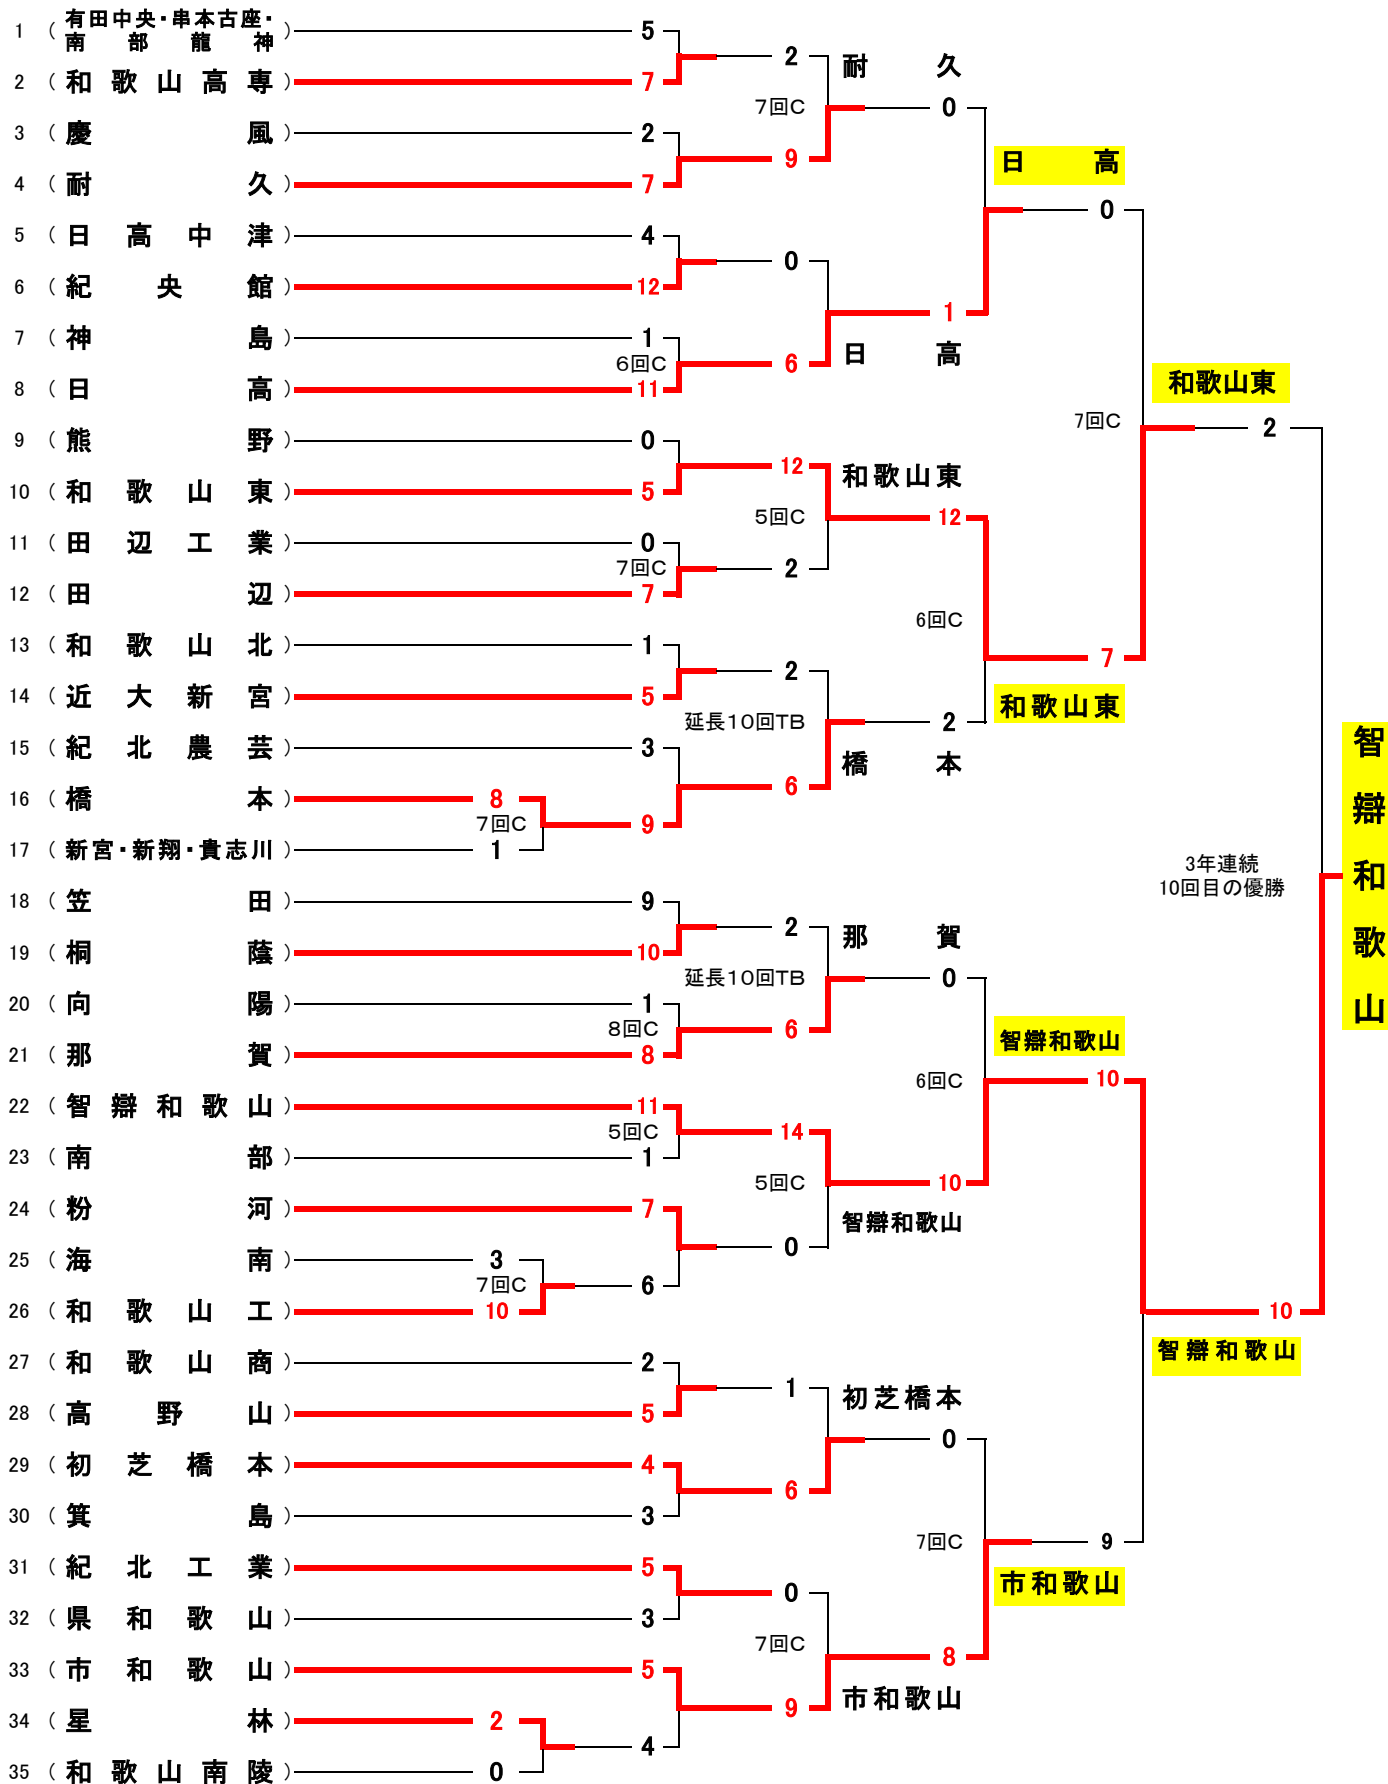 1 （ 有田中央・串本古座・
南部龍神 ） 5
2 （ 和歌山高専 ） 7
2
耐久
7回C
0
3 （ 慶風 ） 2
9
4 （ 耐久 ） 7
日高
0
5 （ 日高中津 ） 4
0
6 （ 紀央館 ） 12
1
7 （ 神島 ） 1
6回C
6
日高
8 （ 日高 ） 11
和歌山東
7回C
2
9 （ 熊野 ） 0
12
和歌山東
10 （ 和歌山東 ） 5
5回C
12
11 （ 田辺工業 ） 0
7回C
2
12 （ 田辺 ） 7
6回C
7
13 （ 和歌山北 ） 1
2
14 （ 近大新宮 ） 5
延長10回TB
2
和歌山東
15 （ 紀北農芸 ） 3
橋本
6
16 （ 橋本 ） 8
7回C
9
17 （ 新宮・新翔・貴志川 ） 1
智辯和歌山
3年連続
10回目の優勝
18 （ 笠田 ） 9
2
那賀
19 （ 桐蔭 ） 10
延長10回TB
0
20 （ 向陽 ） 1
8回C
6
智辯和歌山
21 （ 那賀 ） 8
6回C
10
22 （ 智辯和歌山 ） 11
5回C
14
23 （ 南部 ） 1
5回C
10
24 （ 粉河 ） 7
智辯和歌山
0
25 （ 海南 ） 3
7回C
6
26 （ 和歌山工 ） 10
10
智辯和歌山
27 （ 和歌山商 ） 2
1
初芝橋本
28 （ 高野山 ） 5
0
29 （ 初芝橋本 ） 4
6
30 （ 箕島 ） 3
7回C
9
31 （ 紀北工業 ） 5
市和歌山
0
32 （ 県和歌山 ） 3
7回C
8
33 （ 市和歌山 ） 5
市和歌山
9
34 （ 星林 ） 2
4
35 （ 和歌山南陵 ） 0